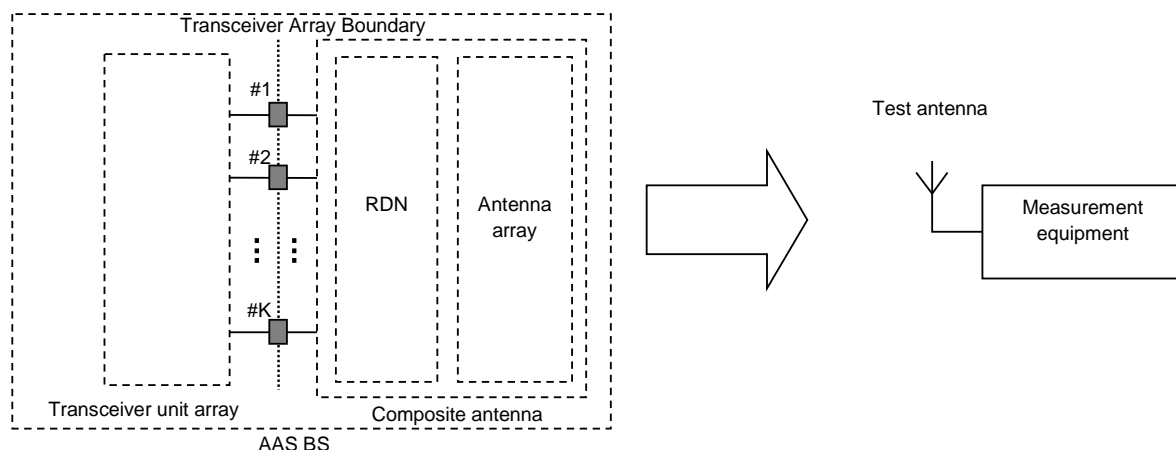 Transceiver Array Boundary
#1
#2
#K
RDN
Antenna
array
Transceiver unit array
Composite antenna
AAS BS
Test antenna
Measurement
equipment